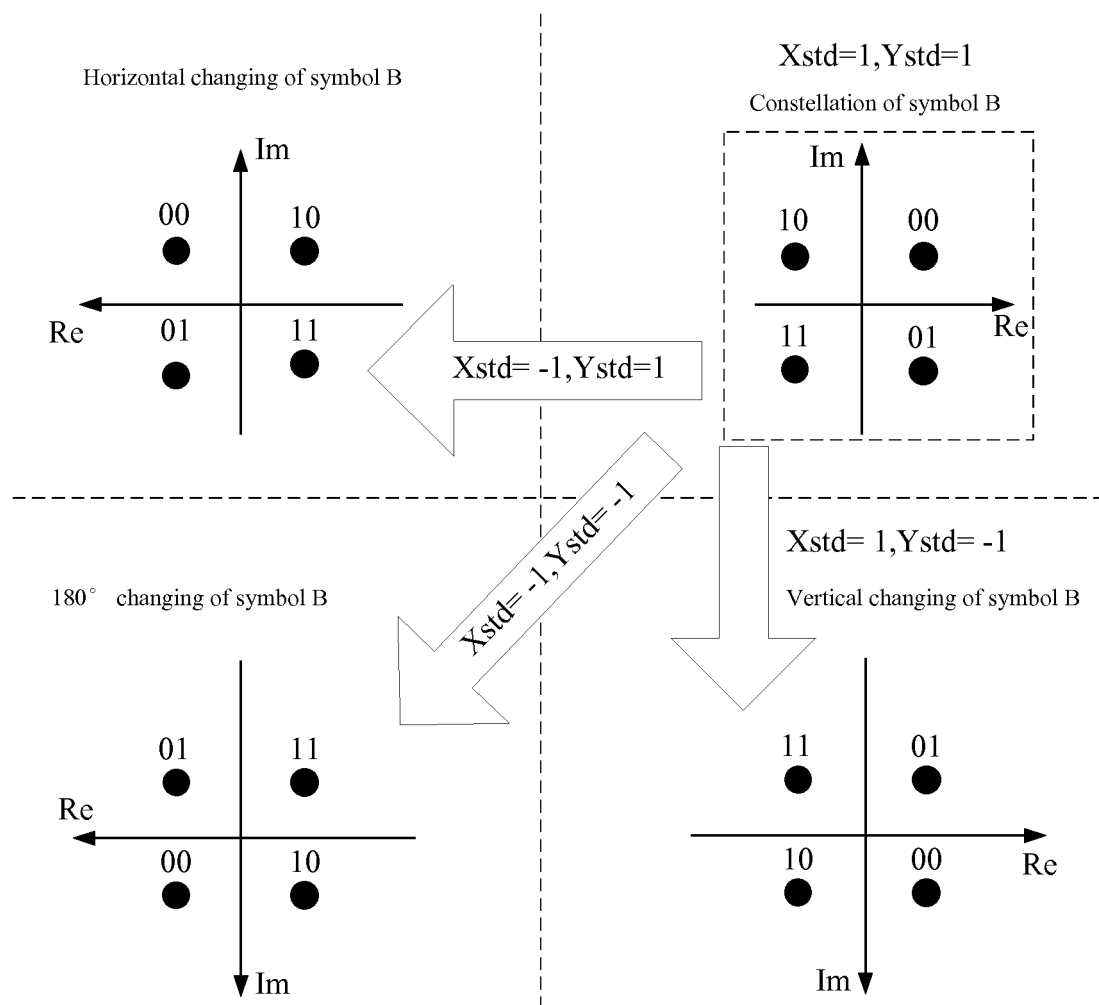 Xstd=1,Ystd=1
Horizontal changing of symbol B
Constellation of symbol B
Im
00 10
Re
01 11
Im
10 00
Re
11 01
Xstd= -1,Ystd=1
Xstd= -1,Ystd= -1
Xstd= 1,Ystd= -1
180° changing of symbol B
Vertical changing of symbol B
01 11
Re
00 10
Im
11 01
10 00
Re
Im